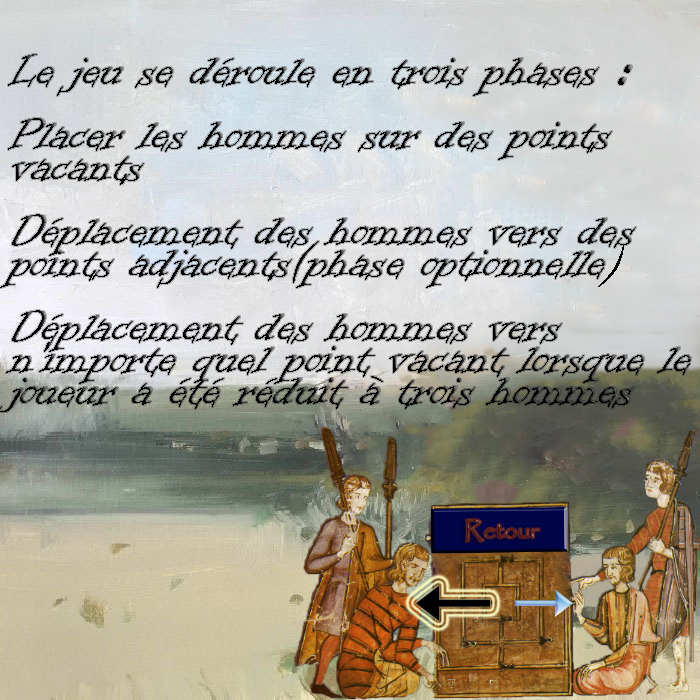 Le jeu se déroule en trois phases :
Placer les hommes sur des points
vacants
Déplacement des hommes vers des
points adjacents(phase optionnelle)
Déplacement des hommes vers
n'importe quel point vacant lorsque le
joueur a été réduit à trois hommes
Retour